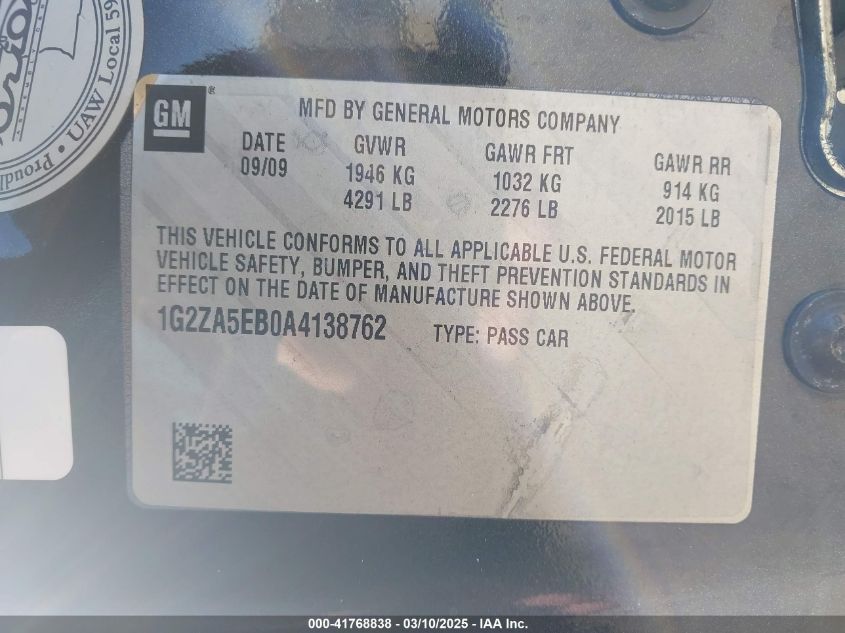 UAW Local 59
Proudl
GM
®
MFD BY GENERAL MOTORS COMPANY
DATE GVWR GAWR FRT GAWR RR
09/09 1946 KG 1032 KG 914 KG
4291 LB 2276 LB 2015 LB
THIS VEHICLE CONFORMS TO ALL APPLICABLE U.S. FEDERAL MOTOR
VEHICLE SAFETY, BUMPER, AND THEFT PREVENTION STANDARDS IN
EFFECT ON THE DATE OF MANUFACTURE SHOWN ABOVE.
1G2ZA5EB0A4138762 TYPE: PASS CAR
000-41768838 - 03/10/2025 - IAA Inc.